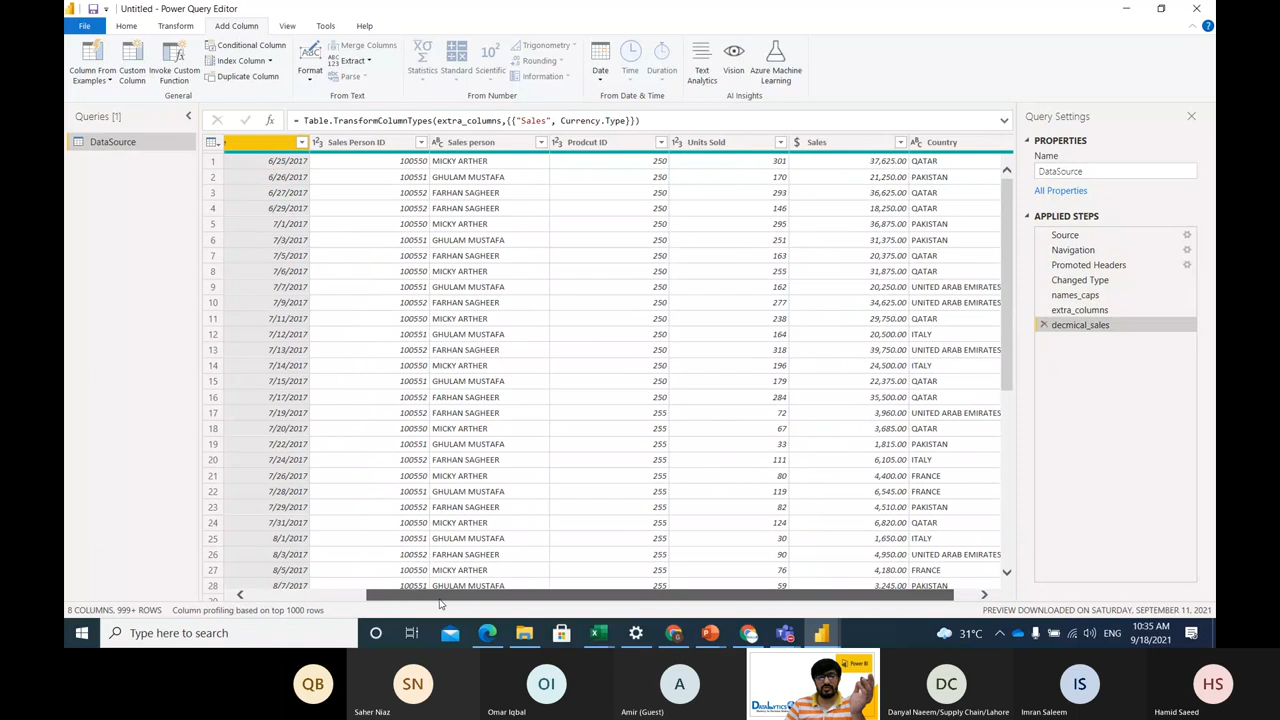 Untitled - Power Query Editor
File Home Transform Add Column View Tools Help
Column From Examples Custom Column Invoke Custom Function
Conditional Column
Index Column
Duplicate Column
General
Format
Merge Columns
Extract
Parse
From Text
Statistics Standard Scientific
Trigonometry
Rounding
Information
From Number
Date Time Duration
From Date & Time
Text Analytics Vision Azure Machine Learning
AI Insights
Queries [1]
DataSource
= Table.TransformColumnTypes(extra_columns,{{"Sales", Currency.Type}})
Sales Person ID Sales person Prodcut ID Units Sold Sales Country
1 6/25/2017 100550 MICKY ARTHER 250 301 37,625.00 QATAR
2 6/26/2017 100551 GHULAM MUSTAFA 250 170 21,250.00 PAKISTAN
3 6/27/2017 100552 FARHAN SAGHEER 250 293 36,625.00 QATAR
4 6/29/2017 100552 FARHAN SAGHEER 250 146 18,250.00 QATAR
5 7/1/2017 100550 MICKY ARTHER 250 295 36,875.00 PAKISTAN
6 7/3/2017 100551 GHULAM MUSTAFA 250 251 31,375.00 PAKISTAN
7 7/5/2017 100552 FARHAN SAGHEER 250 163 20,375.00 QATAR
8 7/6/2017 100550 MICKY ARTHER 250 255 31,875.00 QATAR
9 7/7/2017 100551 GHULAM MUSTAFA 250 162 20,250.00 UNITED ARAB EMIRATES
10 7/9/2017 100552 FARHAN SAGHEER 250 277 34,625.00 UNITED ARAB EMIRATES
11 7/11/2017 100550 MICKY ARTHER 250 238 29,750.00 QATAR
12 7/12/2017 100551 GHULAM MUSTAFA 250 164 20,500.00 ITALY
13 7/13/2017 100552 FARHAN SAGHEER 250 318 39,750.00 UNITED ARAB EMIRATES
14 7/14/2017 100550 MICKY ARTHER 250 196 24,500.00 ITALY
15 7/15/2017 100551 GHULAM MUSTAFA 250 179 22,375.00 QATAR
16 7/17/2017 100552 FARHAN SAGHEER 250 284 35,500.00 QATAR
17 7/19/2017 100552 FARHAN SAGHEER 255 72 3,960.00 UNITED ARAB EMIRATES
18 7/20/2017 100550 MICKY ARTHER 255 67 3,685.00 QATAR
19 7/22/2017 100551 GHULAM MUSTAFA 255 33 1,815.00 PAKISTAN
20 7/24/2017 100552 FARHAN SAGHEER 255 111 6,105.00 ITALY
21 7/26/2017 100550 MICKY ARTHER 255 80 4,400.00 FRANCE
22 7/28/2017 100551 GHULAM MUSTAFA 255 119 6,545.00 FRANCE
23 7/29/2017 100552 FARHAN SAGHEER 255 82 4,510.00 PAKISTAN
24 7/31/2017 100550 MICKY ARTHER 255 124 6,820.00 QATAR
25 8/1/2017 100551 GHULAM MUSTAFA 255 30 1,650.00 ITALY
26 8/3/2017 100552 FARHAN SAGHEER 255 90 4,950.00 UNITED ARAB EMIRATES
27 8/5/2017 100550 MICKY ARTHER 255 76 4,180.00 FRANCE
28 8/7/2017 100551 GHULAM MUSTAFA 255 59 3,245.00 PAKISTAN
Query Settings
PROPERTIES
Name
DataSource
All Properties
APPLIED STEPS
Source
Navigation
Promoted Headers
Changed Type
names_caps
extra_columns
decmical_sales
8 COLUMNS, 999+ ROWS Column profiling based on top 1000 rows PREVIEW DOWNLOADED ON SATURDAY, SEPTEMBER 11, 2021
Type here to search 31°C ENG 10:35 AM 9/18/2021
QB SN OI A Power BI DC IS HS
Saher Niaz Omar Iqbal Amir (Guest) Danyal Naeem/Supply Chain/Lahore Imran Saleem Hamid Saeed